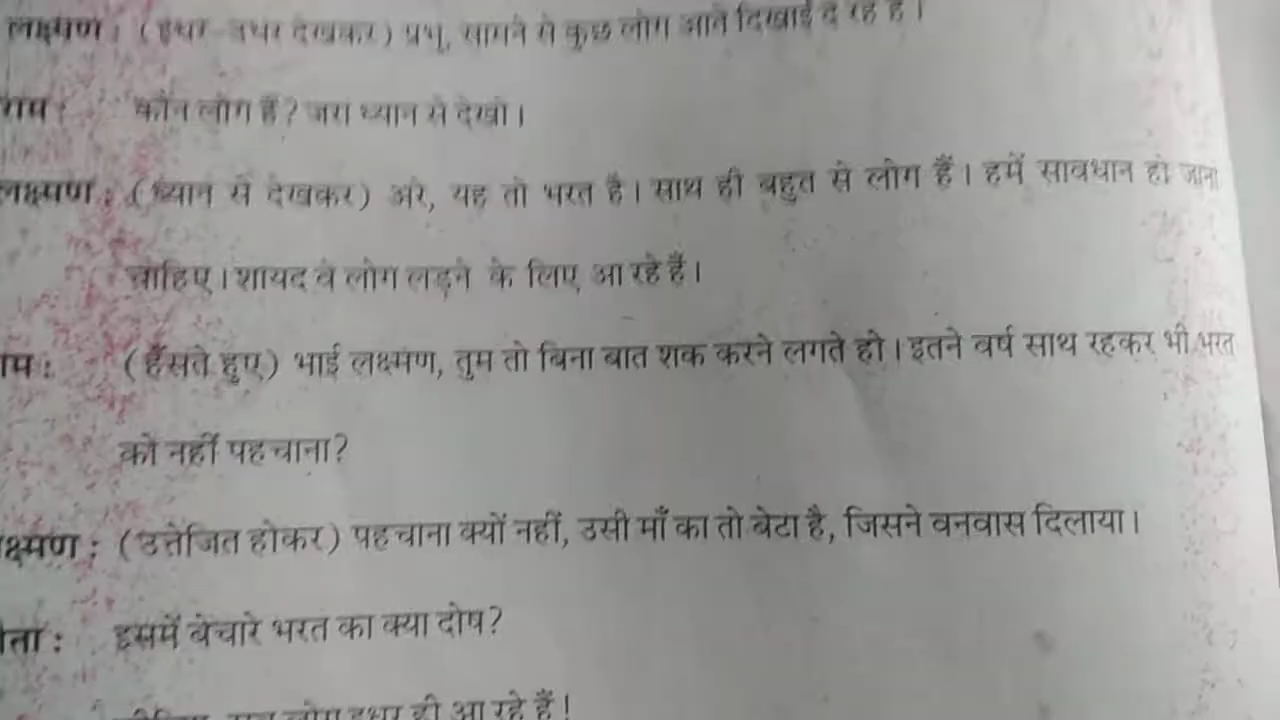 लक्ष्मण : (इधर-उधर देखकर) प्रभु, सामने से कुछ लोग आते दिखाई दे रहे हैं।
राम : कौन लोग हैं? जरा ध्यान से देखो।
लक्ष्मण : (ध्यान से देखकर) अरे, यह तो भरत है। साथ ही बहुत से लोग हैं। हमें सावधान हो जाना
चाहिए। शायद वे लोग लड़ने के लिए आ रहे हैं।
ाम : (हँसते हुए) भाई लक्ष्मण, तुम तो बिना बात शक करने लगते हो। इतने वर्ष साथ रहकर भी भरत
को नहीं पहचाना?
क्ष्मण : (उत्तेजित होकर) पहचाना क्यों नहीं, उसी माँ का तो बेटा है, जिसने वनवास दिलाया।
ीता : इसमें बेचारे भरत का क्या दोष?
लोग इधर ही आ रहे हैं!